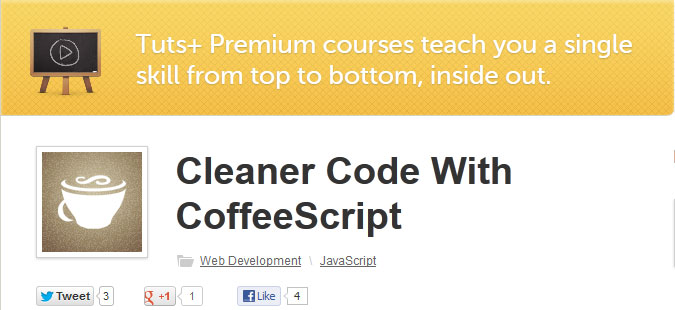 Tuts+ Premium courses teach you a single
skill from top to bottom, inside out.
Cleaner Code With
CoffeeScript
Web Development \ JavaScript
Tweet 3 g +1 1 f Like 4